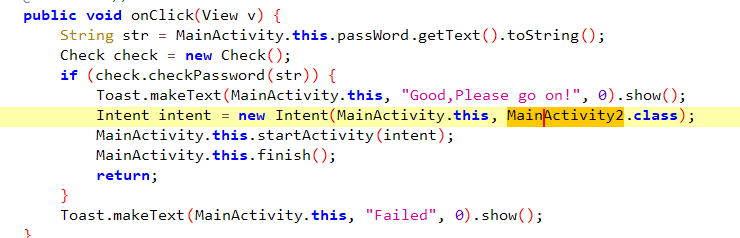 public void onClick(View v) {
    String str = MainActivity.this.passWord.getText().toString();
    Check check = new Check();
    if (check.checkPassword(str)) {
        Toast.makeText(MainActivity.this, "Good,Please go on!", 0).show();
        Intent intent = new Intent(MainActivity.this, MainActivity2.class);
        MainActivity.this.startActivity(intent);
        MainActivity.this.finish();
        return;
    }
    Toast.makeText(MainActivity.this, "Failed", 0).show();
}